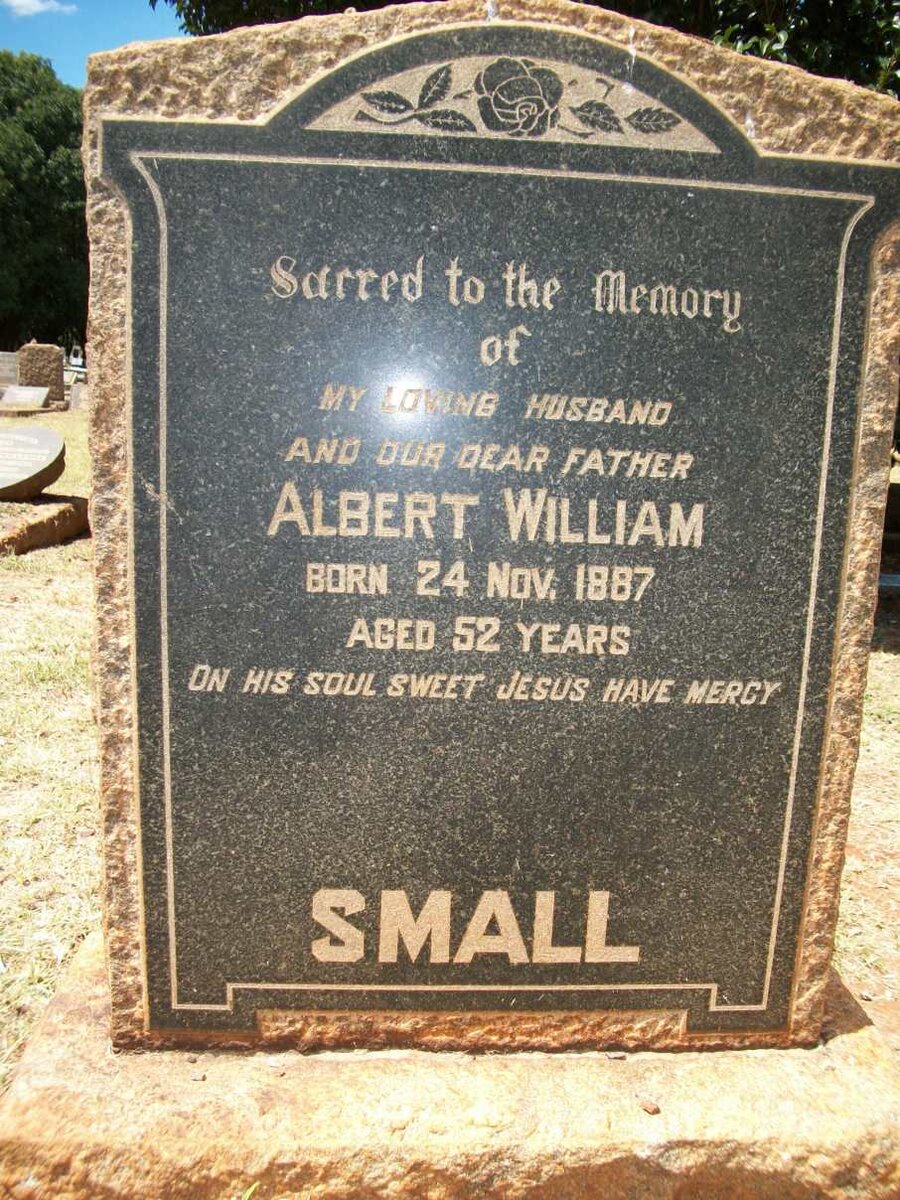 Sacred to the Memory
of
MY LOVING HUSBAND
AND OUR DEAR FATHER
ALBERT WILLIAM
BORN 24 NOV. 1887
AGED 52 YEARS
ON HIS SOUL SWEET JESUS HAVE MERCY
SMALL